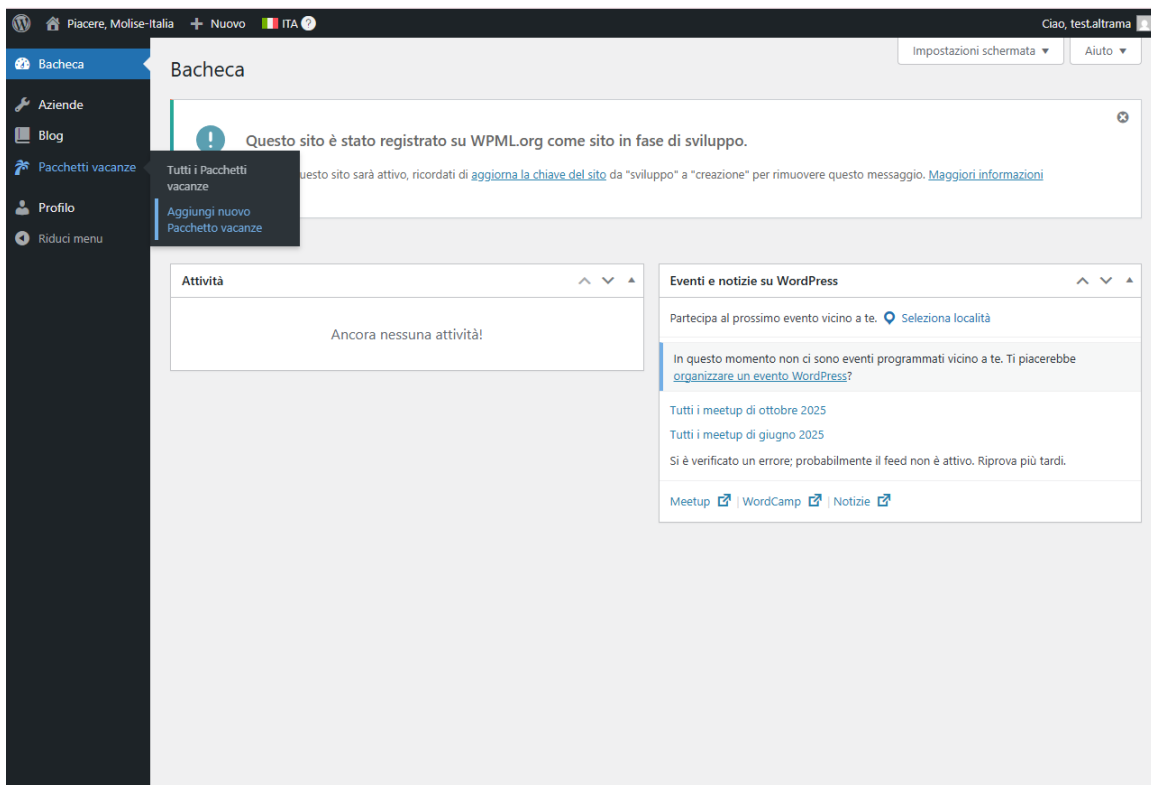 Piacere, Molise-Italia + Nuovo ITA ?
Ciao, test.altrama
Bacheca
Aziende
Blog
Pacchetti vacanze
Tutti i Pacchetti
vacanze
Aggiungi nuovo
Pacchetto vacanze
Profilo
Riduci menu
Impostazioni schermata ▼
Aiuto ▼
Bacheca
Questo sito è stato registrato su WPML.org come sito in fase di sviluppo.
uesto sito sarà attivo, ricordati di aggiorna la chiave del sito da "sviluppo" a "creazione" per rimuovere questo messaggio. Maggiori informazioni
Attività
Ancora nessuna attività!
Eventi e notizie su WordPress
Partecipa al prossimo evento vicino a te. Seleziona località
In questo momento non ci sono eventi programmati vicino a te. Ti piacerebbe
organizzare un evento WordPress?
Tutti i meetup di ottobre 2025
Tutti i meetup di giugno 2025
Si è verificato un errore; probabilmente il feed non è attivo. Riprova più tardi.
Meetup | WordCamp | Notizie